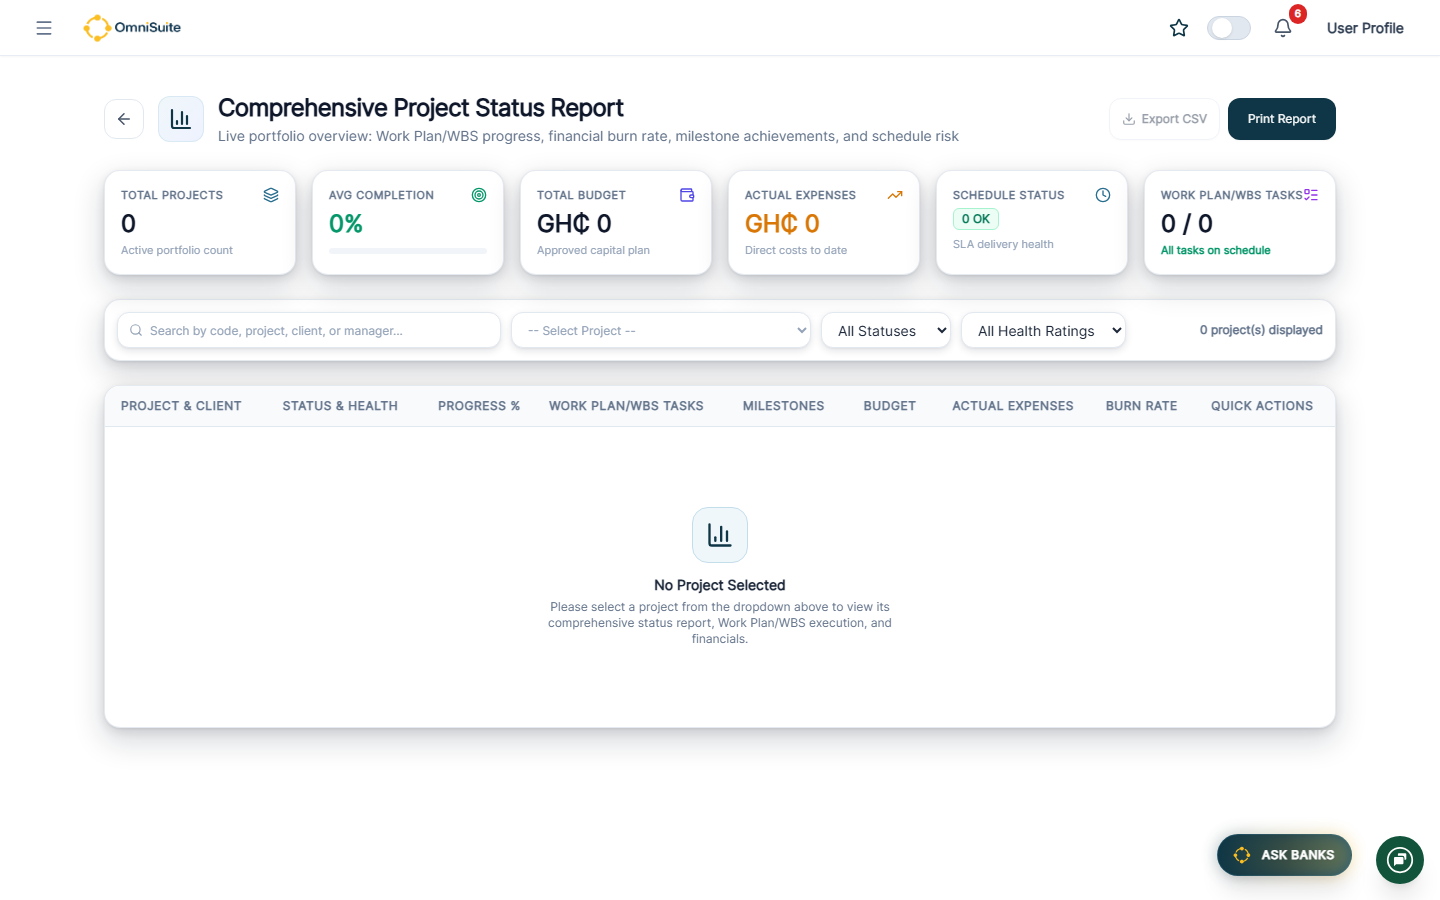 OmniSuite
6
User Profile
Comprehensive Project Status Report
Live portfolio overview: Work Plan/WBS progress, financial burn rate, milestone achievements, and schedule risk
Export CSV
Print Report
TOTAL PROJECTS
0
Active portfolio count
AVG COMPLETION
0%
TOTAL BUDGET
GH₵ 0
Approved capital plan
ACTUAL EXPENSES
GH₵ 0
Direct costs to date
SCHEDULE STATUS
0 OK
SLA delivery health
WORK PLAN/WBS TASKS
0 / 0
All tasks on schedule
Search by code, project, client, or manager...
-- Select Project --
All Statuses
All Health Ratings
0 project(s) displayed
PROJECT & CLIENT STATUS & HEALTH PROGRESS % WORK PLAN/WBS TASKS MILESTONES BUDGET ACTUAL EXPENSES BURN RATE QUICK ACTIONS
No Project Selected
Please select a project from the dropdown above to view its
comprehensive status report, Work Plan/WBS execution, and
financials.
ASK BANKS